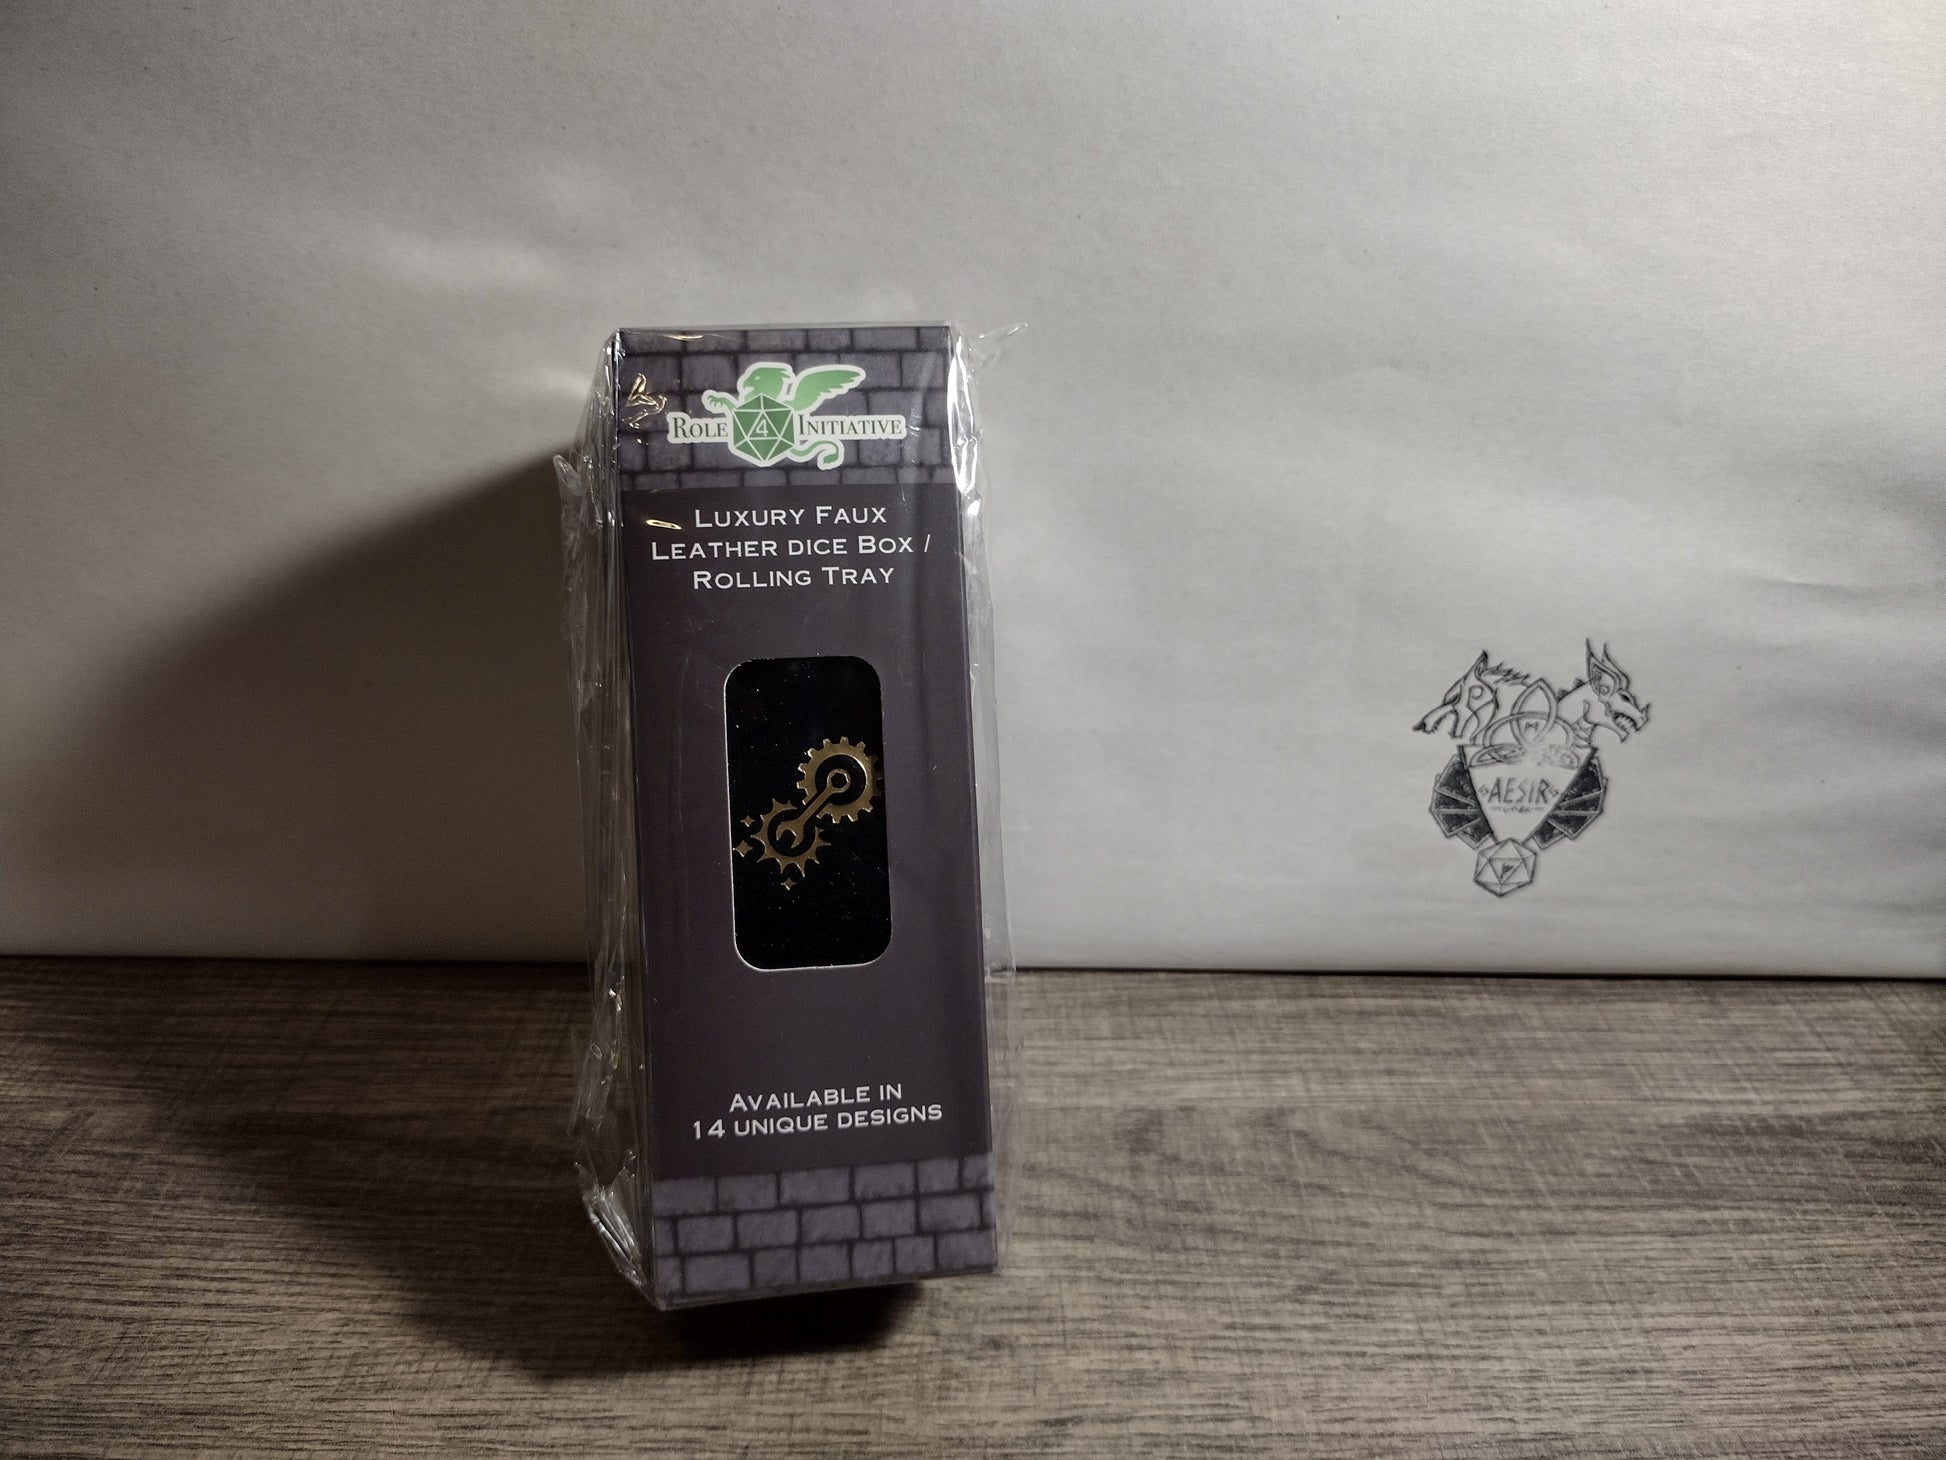 Role 4 Initiative
Luxury Faux
Leather dice Box /
Rolling Tray
Available in
14 unique designs
AESIR